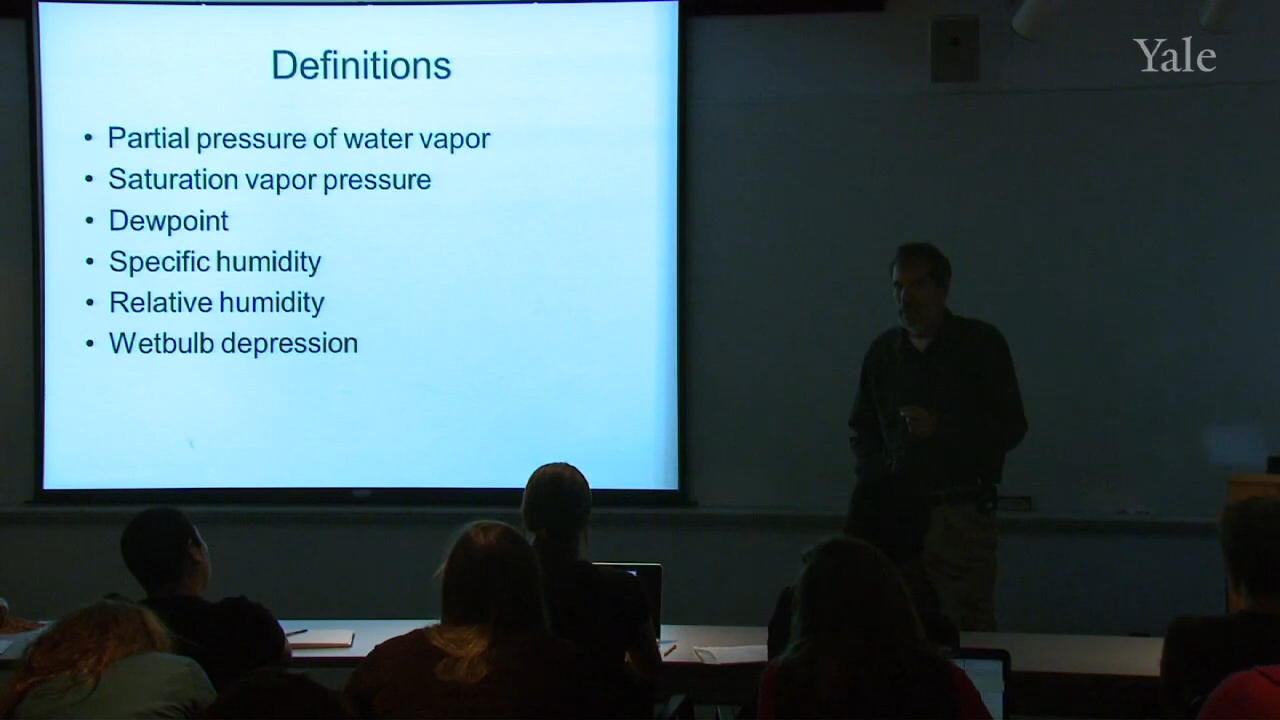 Definitions
Yale
• Partial pressure of water vapor
• Saturation vapor pressure
• Dewpoint
• Specific humidity
• Relative humidity
• Wetbulb depression